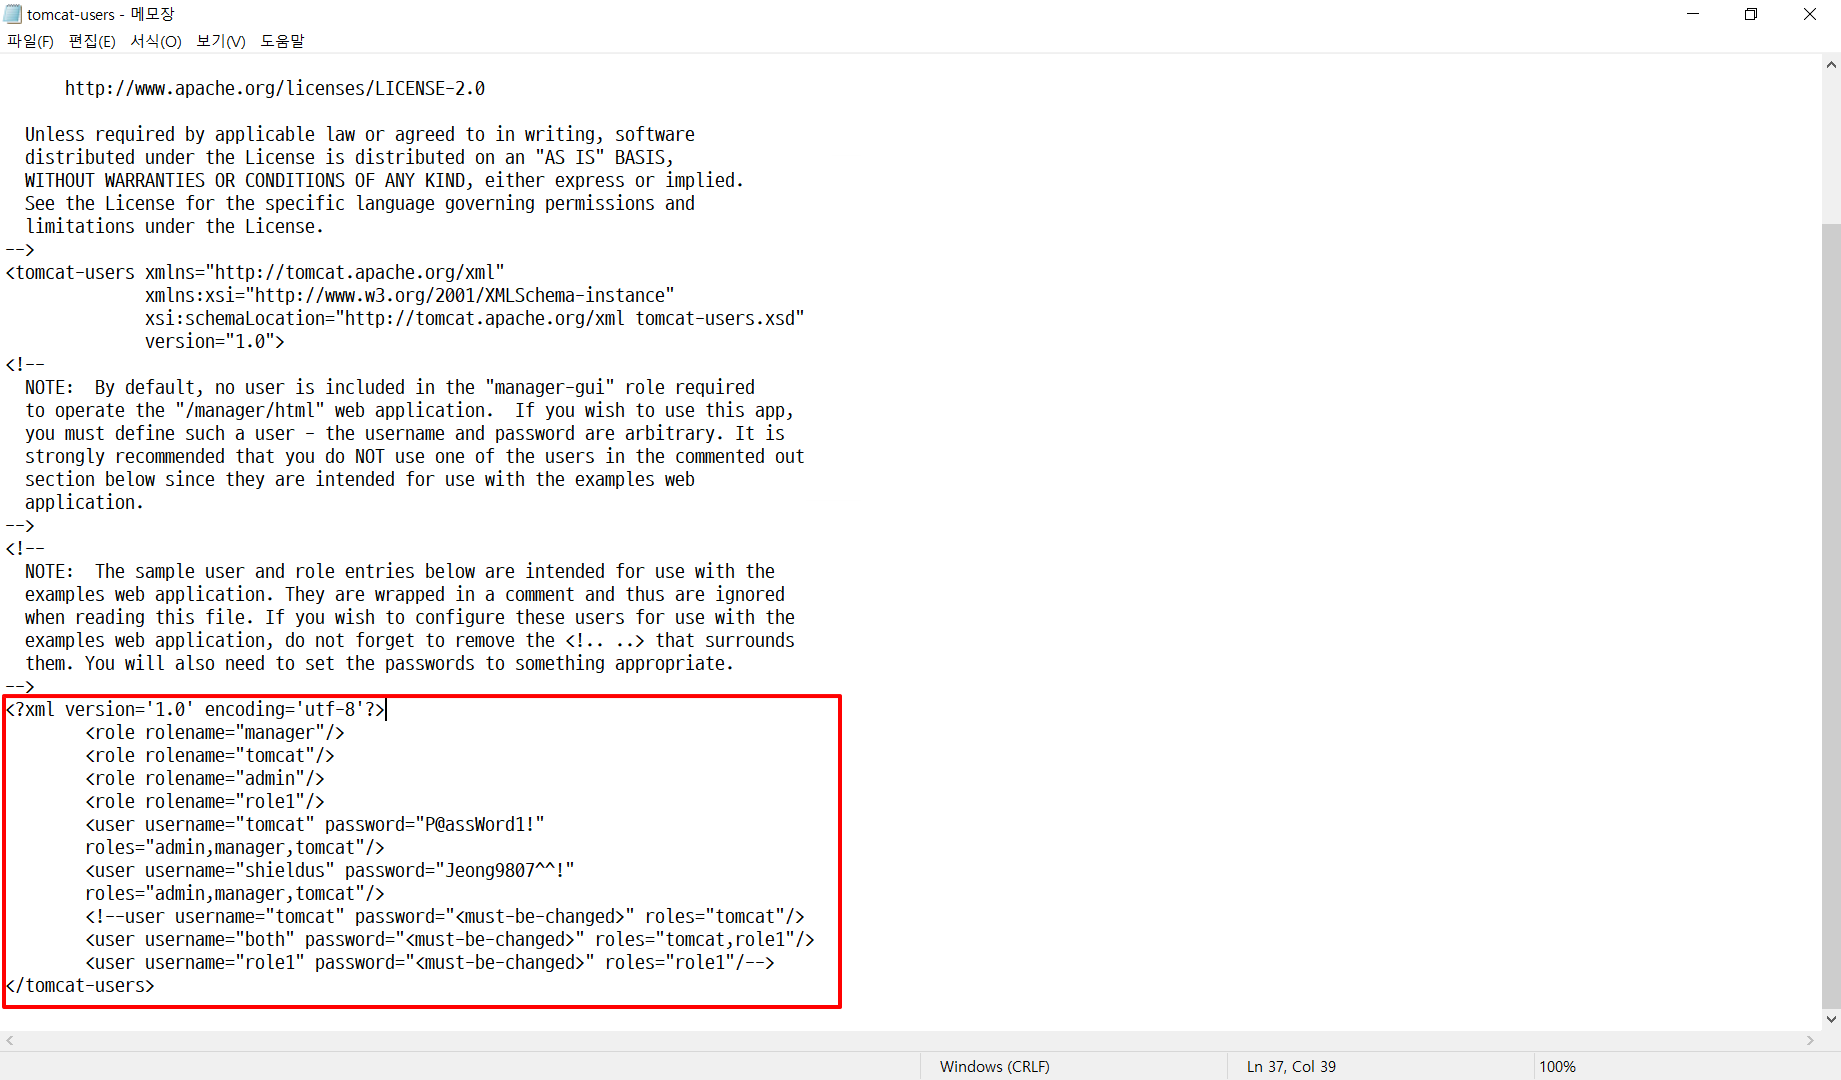 tomcat-users - 메모장
파일(F) 편집(E) 서식(O) 보기(V) 도움말
http://www.apache.org/licenses/LICENSE-2.0
Unless required by applicable law or agreed to in writing, software
distributed under the License is distributed on an "AS IS" BASIS,
WITHOUT WARRANTIES OR CONDITIONS OF ANY KIND, either express or implied.
See the License for the specific language governing permissions and
limitations under the License.
-->
<tomcat-users xmlns="http://tomcat.apache.org/xml"
xmlns:xsi="http://www.w3.org/2001/XMLSchema-instance"
xsi:schemaLocation="http://tomcat.apache.org/xml tomcat-users.xsd"
version="1.0">
<!--
NOTE:  By default, no user is included in the "manager-gui" role required
to operate the "/manager/html" web application.  If you wish to use this app,
you must define such a user - the username and password are arbitrary. It is
strongly recommended that you do NOT use one of the users in the commented out
section below since they are intended for use with the examples web
application.
-->
<!--
NOTE:  The sample user and role entries below are intended for use with the
examples web application. They are wrapped in a comment and thus are ignored
when reading this file. If you wish to configure these users for use with the
examples web application, do not forget to remove the <!.. ..> that surrounds
them. You will also need to set the passwords to something appropriate.
-->
<?xml version='1.0' encoding='utf-8'?>
<role rolename="manager"/>
<role rolename="tomcat"/>
<role rolename="admin"/>
<role rolename="role1"/>
<user username="tomcat" password="P@assWord1!"
roles="admin,manager,tomcat"/>
<user username="shieldus" password="Jeong9807^^!"
roles="admin,manager,tomcat"/>
<!--user username="tomcat" password="<must-be-changed>" roles="tomcat"/>
<user username="both" password="<must-be-changed>" roles="tomcat,role1"/>
<user username="role1" password="<must-be-changed>" roles="role1"/-->
</tomcat-users>
Windows (CRLF) Ln 37, Col 39 100%